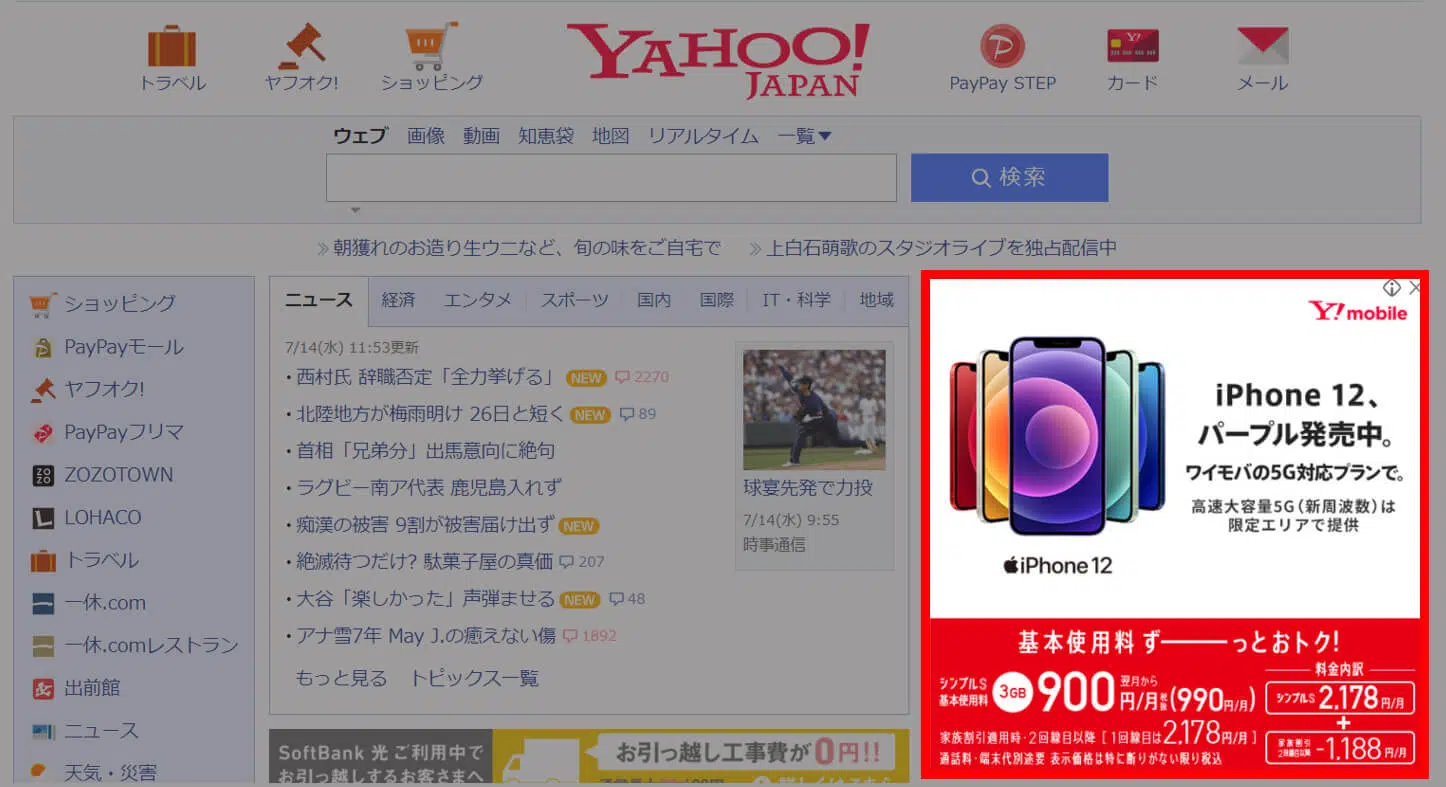 トラベル
ヤフオク!
ショッピング
YAHOO!
JAPAN
PayPay STEP
カード
メール
ウェブ 画像 動画 知恵袋 地図 リアルタイム 一覧▼
検索
朝獲れのお造り生ウニなど、旬の味をご自宅で
上白石萌歌のスタジオライブを独占配信中
ショッピング
PayPayモール
ヤフオク!
PayPayフリマ
ZOZOTOWN
LOHACO
トラベル
一休.com
一休.comレストラン
出前館
ニュース
天気・災害
ニュース 経済 エンタメ スポーツ 国内 国際 IT・科学 地域
7/14(水) 11:53更新
・西村氏 辞職否定「全力挙げる」 NEW 2270
・北陸地方が梅雨明け 26日と短く NEW 89
・首相「兄弟分」出馬意向に絶句
・ラグビー南ア代表 鹿児島入れず
・痴漢の被害 9割が被害届け出ず NEW
・絶滅待つだけ? 駄菓子屋の真価 207
・大谷「楽しかった」声弾ませる NEW 48
・アナ雪7年 May J.の癒えない傷 1892
もっと見る トピックス一覧
球宴先発で力投
7/14(水) 9:55
時事通信
SoftBank 光 ご利用中で
お引っ越しするお客さまへ
お引っ越し工事費が0円!!
Y!mobile
iPhone 12、
パープル発売中。
ワイモバの5G対応プランで。
高速大容量5G(新周波数)は
限定エリアで提供
iPhone 12
基本使用料 ず───っとおトク!
シンプルS
基本使用料
3GB
900
翌月から
円/月 税抜 (990円/月)
料金内訳
シンプルS 2,178円/月
+
家族割引
2回線目以降 -1,188円/月
家族割引適用時・2回線目以降 [ 1回線目は2,178円/月 ]
通話料・端末代別途要 表示価格は特に断りがない限り税込